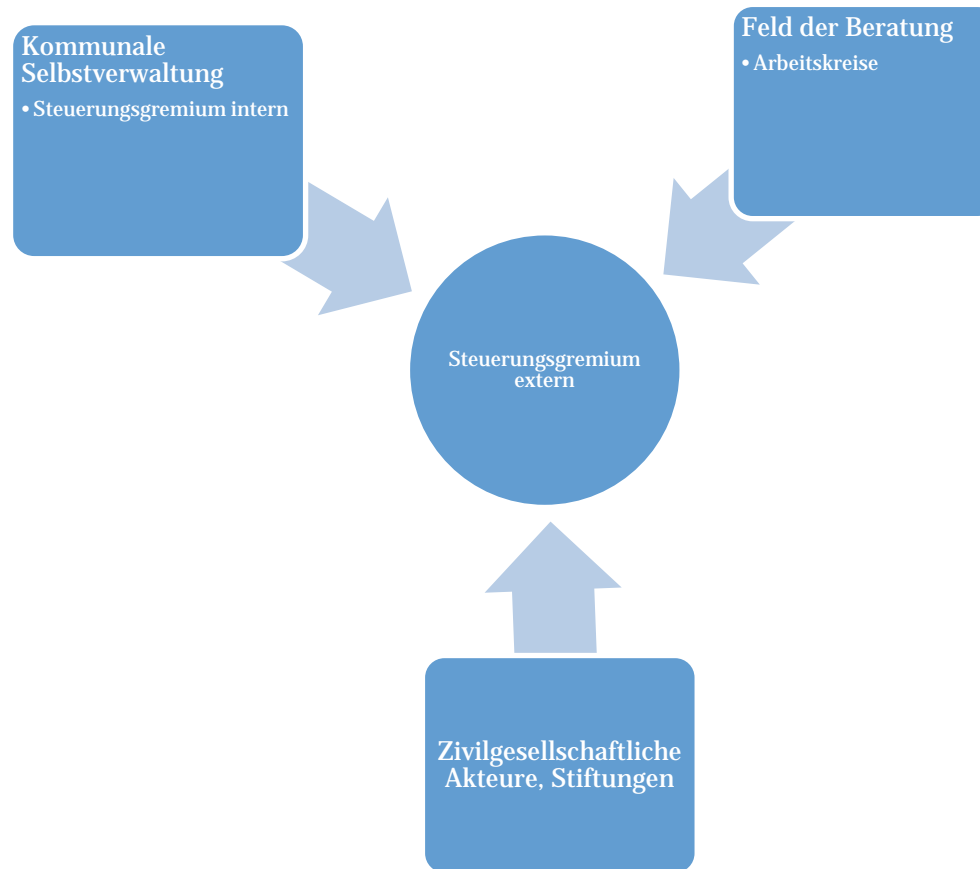 Kommunale
Selbstverwaltung
• Steuerungsgremium intern
Feld der Beratung
• Arbeitskreise
Steuerungsgremium
extern
Zivilgesellschaftliche
Akteure, Stiftungen